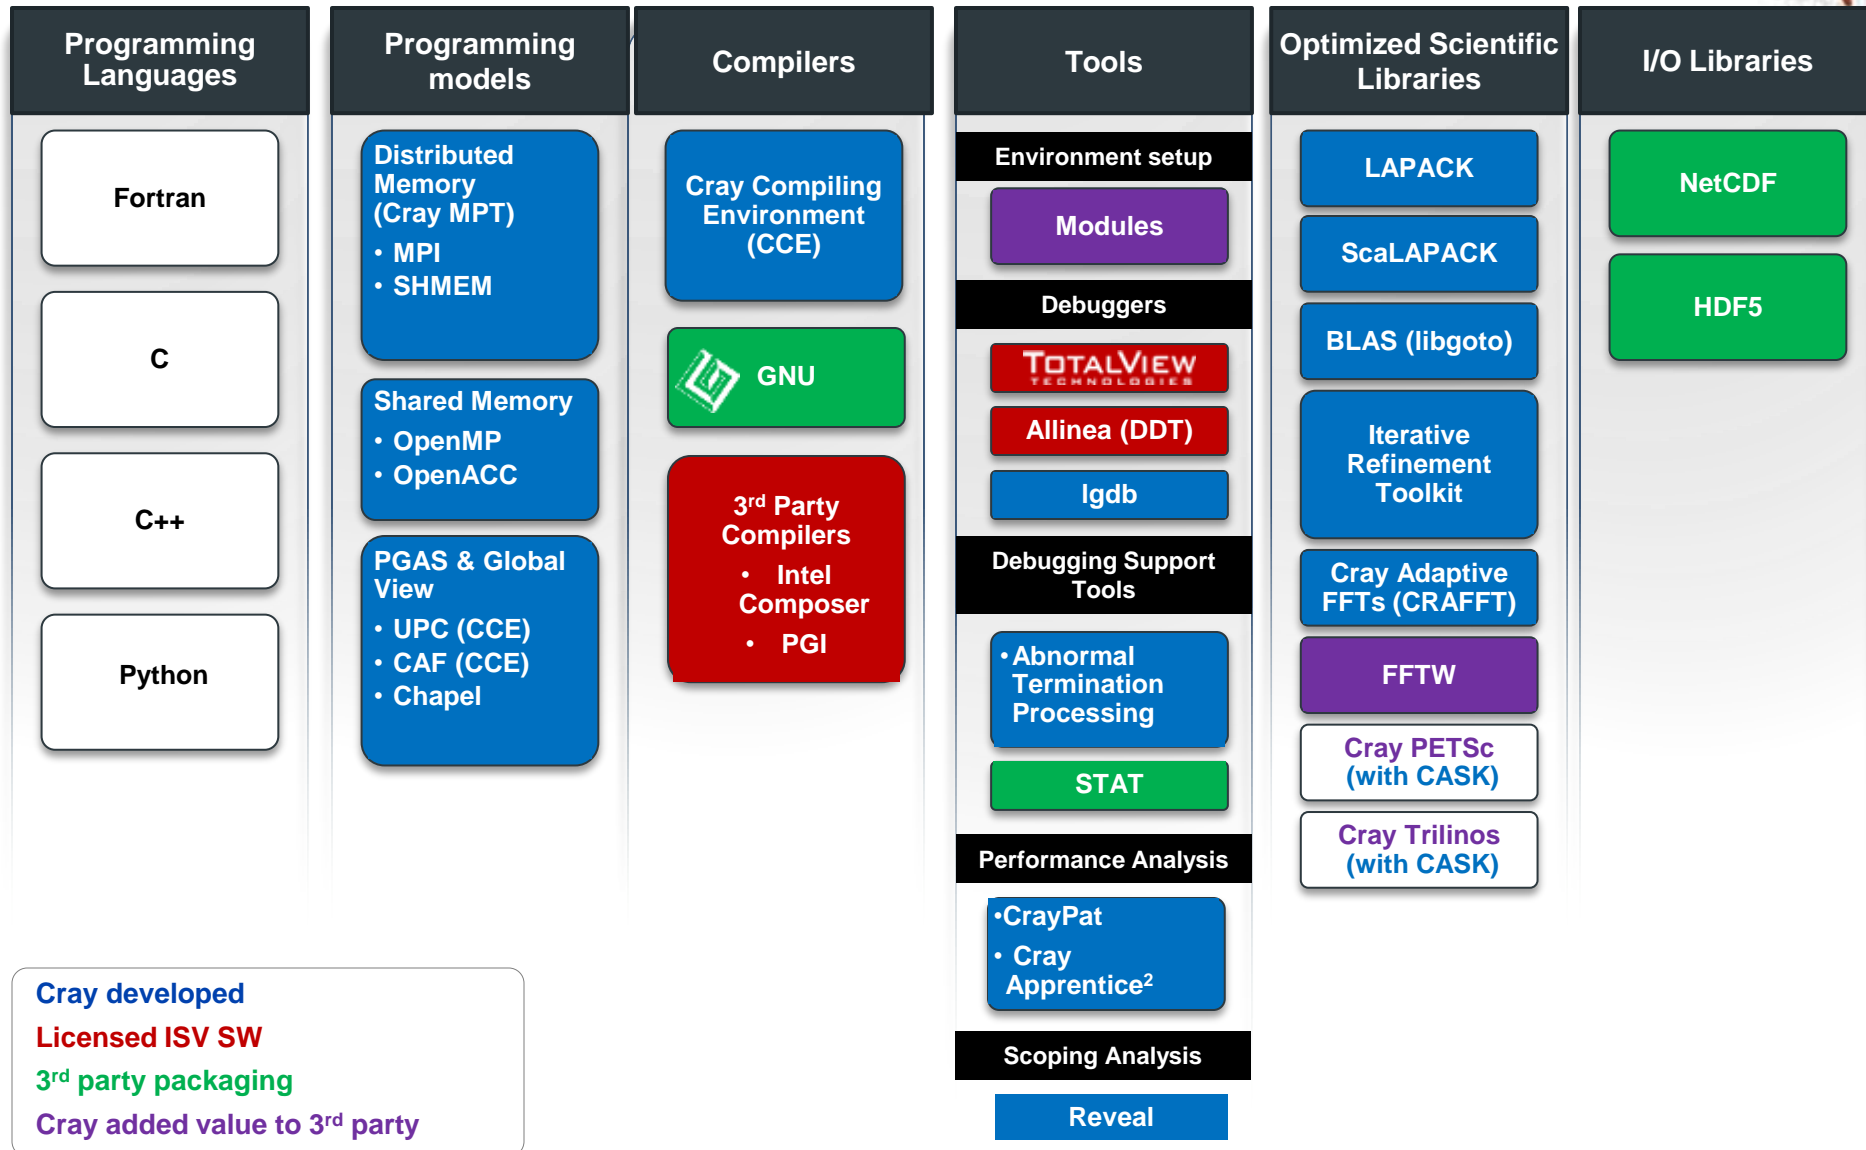 Programming
Languages
Fortran
C
C++
Python
Programming
models
Distributed
Memory
(Cray MPT)
• MPI
• SHMEM
Shared Memory
• OpenMP
• OpenACC
PGAS & Global
View
• UPC (CCE)
• CAF (CCE)
• Chapel
Compilers
Cray Compiling
Environment
(CCE)
GNU
3rd Party
Compilers
• Intel
Composer
• PGI
Tools
Environment setup
Modules
Debuggers
TOTALVIEW
TECHNOLOGIES
Allinea (DDT)
lgdb
Debugging Support
Tools
• Abnormal
Termination
Processing
STAT
Performance Analysis
•CrayPat
• Cray
Apprentice2
Scoping Analysis
Reveal
Optimized Scientific
Libraries
LAPACK
ScaLAPACK
BLAS (libgoto)
Iterative
Refinement
Toolkit
Cray Adaptive
FFTs (CRAFFT)
FFTW
Cray PETSc
(with CASK)
Cray Trilinos
(with CASK)
I/O Libraries
NetCDF
HDF5
Cray developed
Licensed ISV SW
3rd party packaging
Cray added value to 3rd party